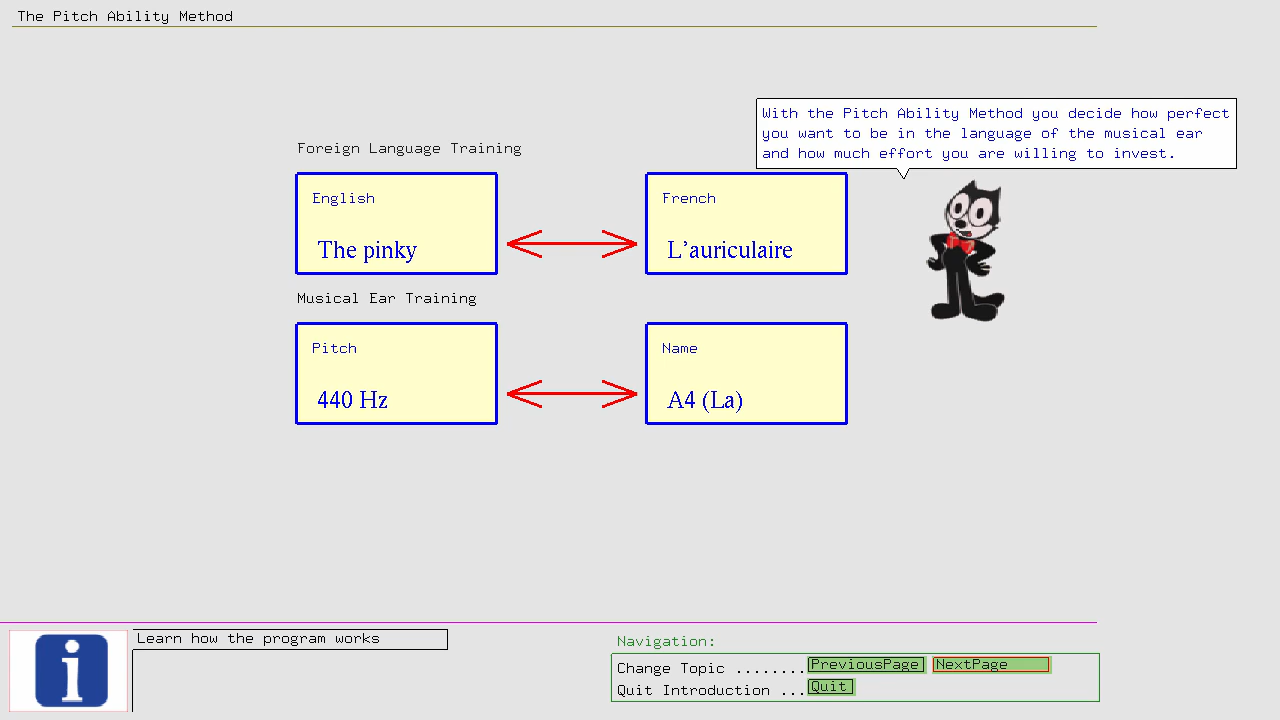 The Pitch Ability Method
With the Pitch Ability Method you decide how perfect
you want to be in the language of the musical ear
and how much effort you are willing to invest.
Foreign Language Training
English
The pinky
French
L'auriculaire
Musical Ear Training
Pitch
440 Hz
Name
A4 (La)
i
Learn how the program works
Navigation:
Change Topic ........ PreviousPage NextPage
Quit Introduction ... Quit